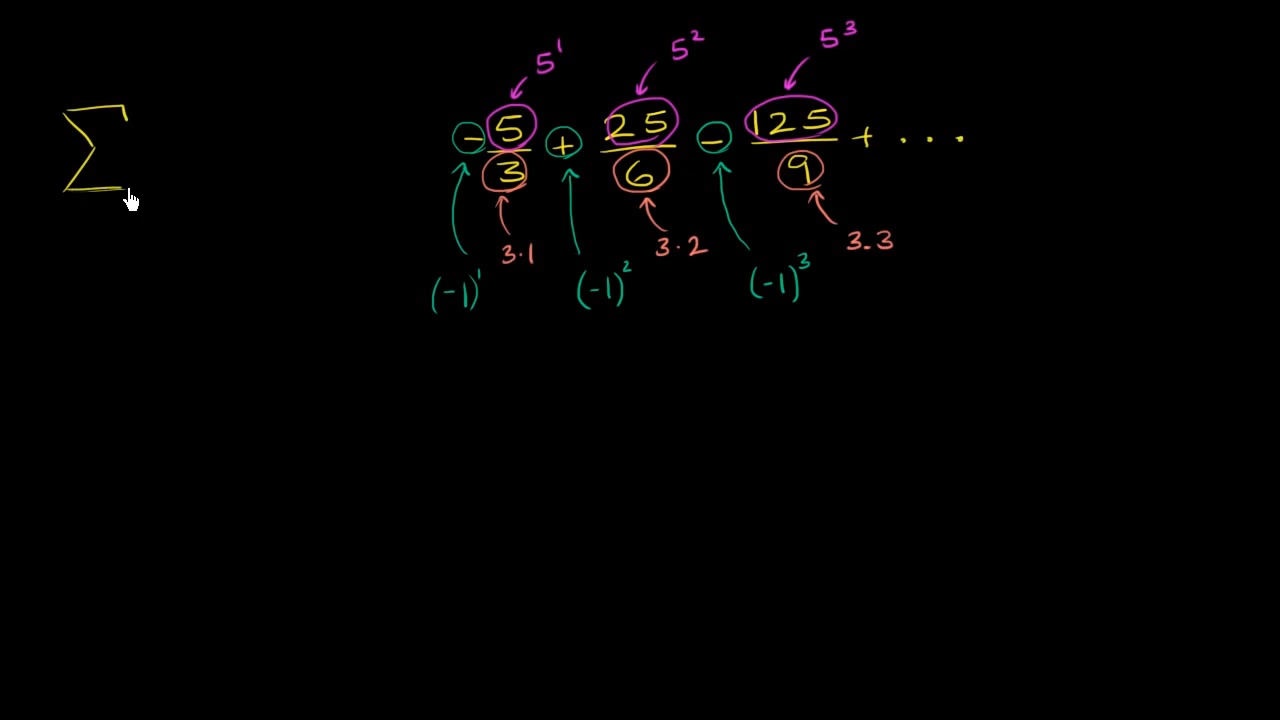 5¹ 5² 5³
∑ - 5/3 + 25/6 - 125/9 + ...
3·1 3·2 3.3
(-1)¹ (-1)² (-1)³